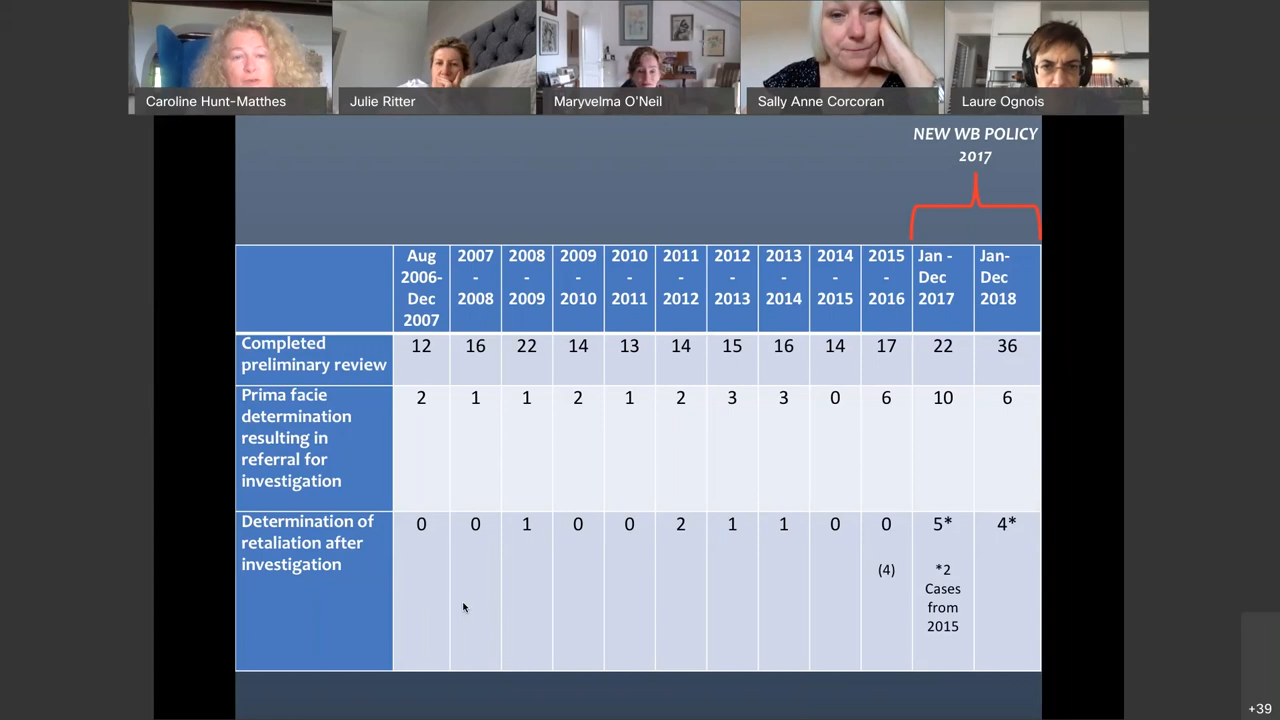 Caroline Hunt-Matthes
Julie Ritter
Maryvelma O'Neil
Sally Anne Corcoran
Laure Ognois
NEW WB POLICY
2017
Aug 2006- Dec 2007
2007 - 2008
2008 - 2009
2009 - 2010
2010 - 2011
2011 - 2012
2012 - 2013
2013 - 2014
2014 - 2015
2015 - 2016
Jan - Dec 2017
Jan- Dec 2018
Completed
preliminary review
12 16 22 14 13 14 15 16 14 17 22 36
Prima facie
determination
resulting in
referral for
investigation
2 1 1 2 1 2 3 3 0 6 10 6
Determination of
retaliation after
investigation
0 0 1 0 0 2 1 1 0 0 5* 4*
(4)
*2
Cases
from
2015
+39